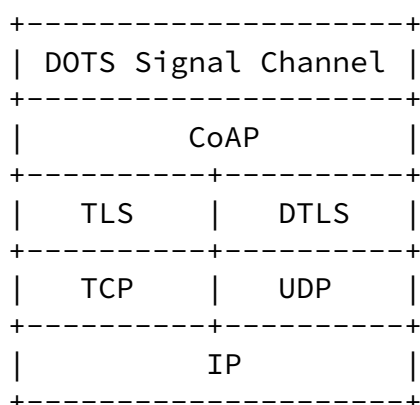 +---------------------+
| DOTS Signal Channel |
+---------------------+
|         CoAP        |
+----------+----------+
|   TLS    |   DTLS   |
+----------+----------+
|   TCP    |   UDP    |
+----------+----------+
|          IP         |
+---------------------+